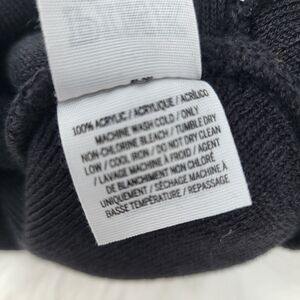 100% ACRYLIC / ACRYLIQUE / ACRÍLICO
MACHINE WASH COLD / ONLY
NON-CHLORINE BLEACH / TUMBLE DRY
LOW / COOL IRON / DO NOT DRY CLEAN
/ LAVAGE MACHINE A FROID / AGENT
DE BLANCHIMENT NON CHLORÉ
UNIQUEMENT / SÉCHAGE MACHINE À
BASSE TEMPÉRATURE / REPASSAGE